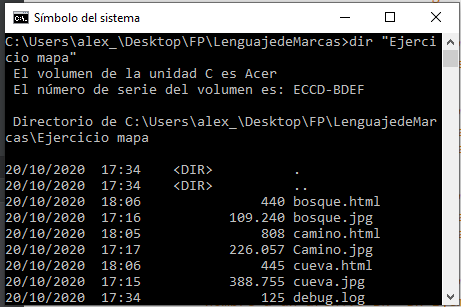 Símbolo del sistema
C:\Users\alex_\Desktop\FP\LenguajedeMarcas>dir "Ejerci
cio mapa"
 El volumen de la unidad C es Acer
 El número de serie del volumen es: ECCD-BDEF

 Directorio de C:\Users\alex_\Desktop\FP\LenguajedeMar
cas\Ejercicio mapa

20/10/2020  17:34    <DIR>          .
20/10/2020  17:34    <DIR>          ..
20/10/2020  18:06               440 bosque.html
20/10/2020  17:16           109.240 bosque.jpg
20/10/2020  18:05               808 camino.html
20/10/2020  17:17           226.057 Camino.jpg
20/10/2020  18:06               445 cueva.html
20/10/2020  17:15           388.755 cueva.jpg
20/10/2020  17:34               125 debug.log